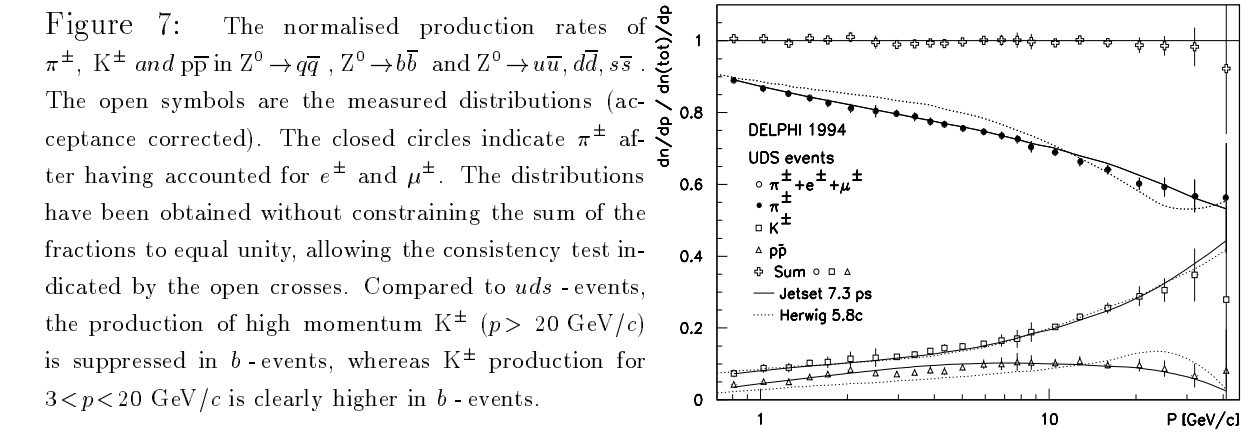 Figure 7: The normalised production rates of
π±, K± and pp̅ in Z⁰ → qq̅ , Z⁰ → bb̅ and Z⁰ → uu̅, dd̅, ss̅ .
The open symbols are the measured distributions (ac-
ceptance corrected). The closed circles indicate π± af-
ter having accounted for e± and μ±. The distributions
have been obtained without constraining the sum of the
fractions to equal unity, allowing the consistency test in-
dicated by the open crosses. Compared to uds - events,
the production of high momentum K± (p > 20 GeV/c)
is suppressed in b - events, whereas K± production for
3<p<20 GeV/c is clearly higher in b - events.
dn/dp / dn(tot)/dp
1
0.8
0.6
0.4
0.2
0
DELPHI 1994
UDS events
π±+e±+μ±
π±
K±
pp̅
Sum ○ □ △
Jetset 7.3 ps
Herwig 5.8c
1 10 P [GeV/c]